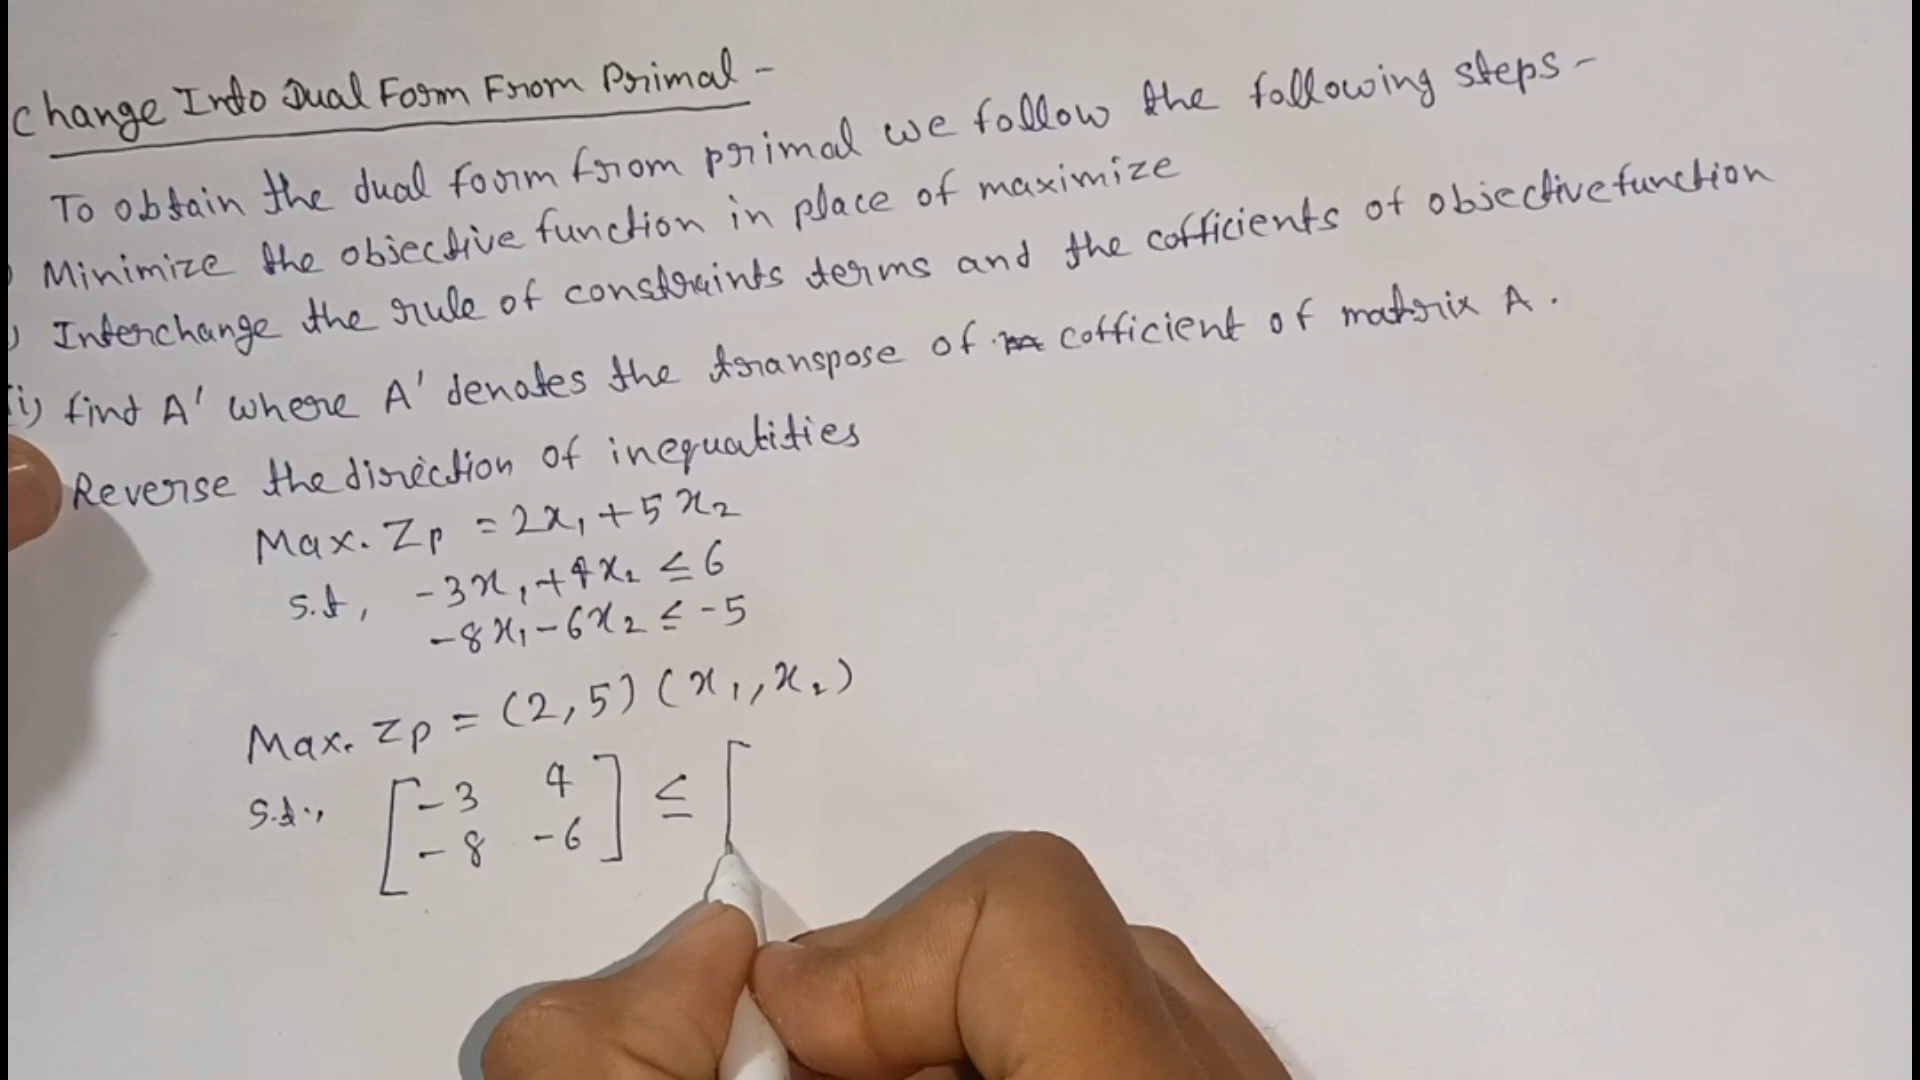 Change Into Dual Form From Primal -
To obtain the dual form from primal we follow the following steps -
) Minimize the objective function in place of maximize
) Interchange the rule of constraints terms and the cofficients of objective function
i) find A' where A' denotes the transpose of cofficient of matrix A.
Reverse the direction of inequalities
Max. Zp = 2x₁ + 5x₂
s.t, -3x₁ + 4x₂ ≤ 6
-8x₁ - 6x₂ ≤ -5
Max. Zp = (2, 5) (x₁, x₂)
s.t., [-3 4] ≤ [
[-8 -6]